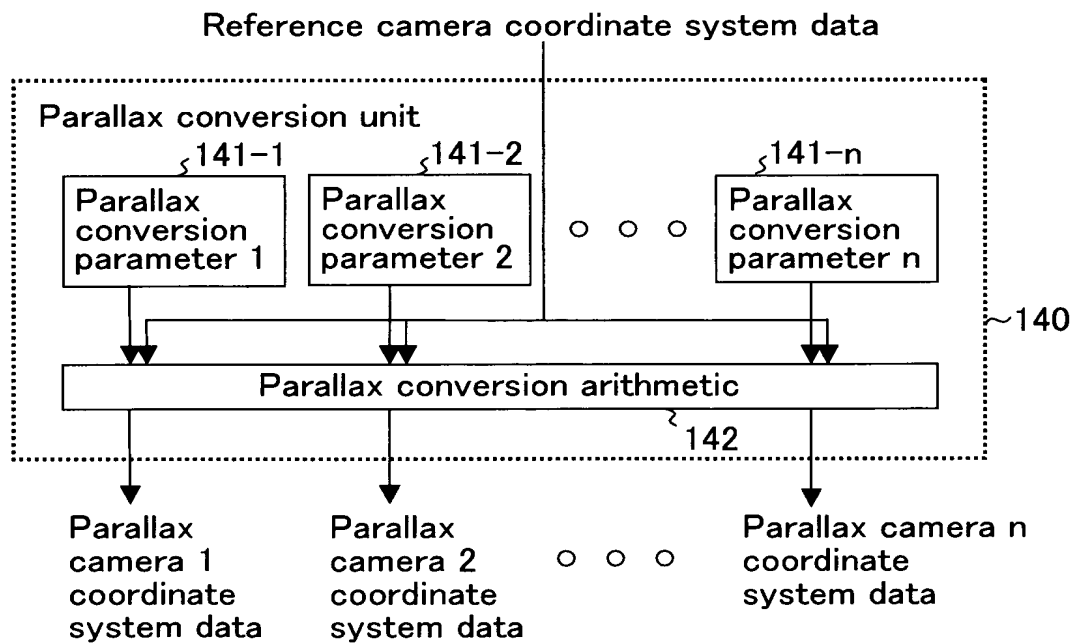 Reference camera coordinate system data
Parallax conversion unit
141-1
141-2
141-n
Parallax
conversion
parameter 1
Parallax
conversion
parameter 2
Parallax
conversion
parameter n
140
Parallax conversion arithmetic
142
Parallax
camera 1
coordinate
system data
Parallax
camera 2
coordinate
system data
Parallax camera n
coordinate
system data